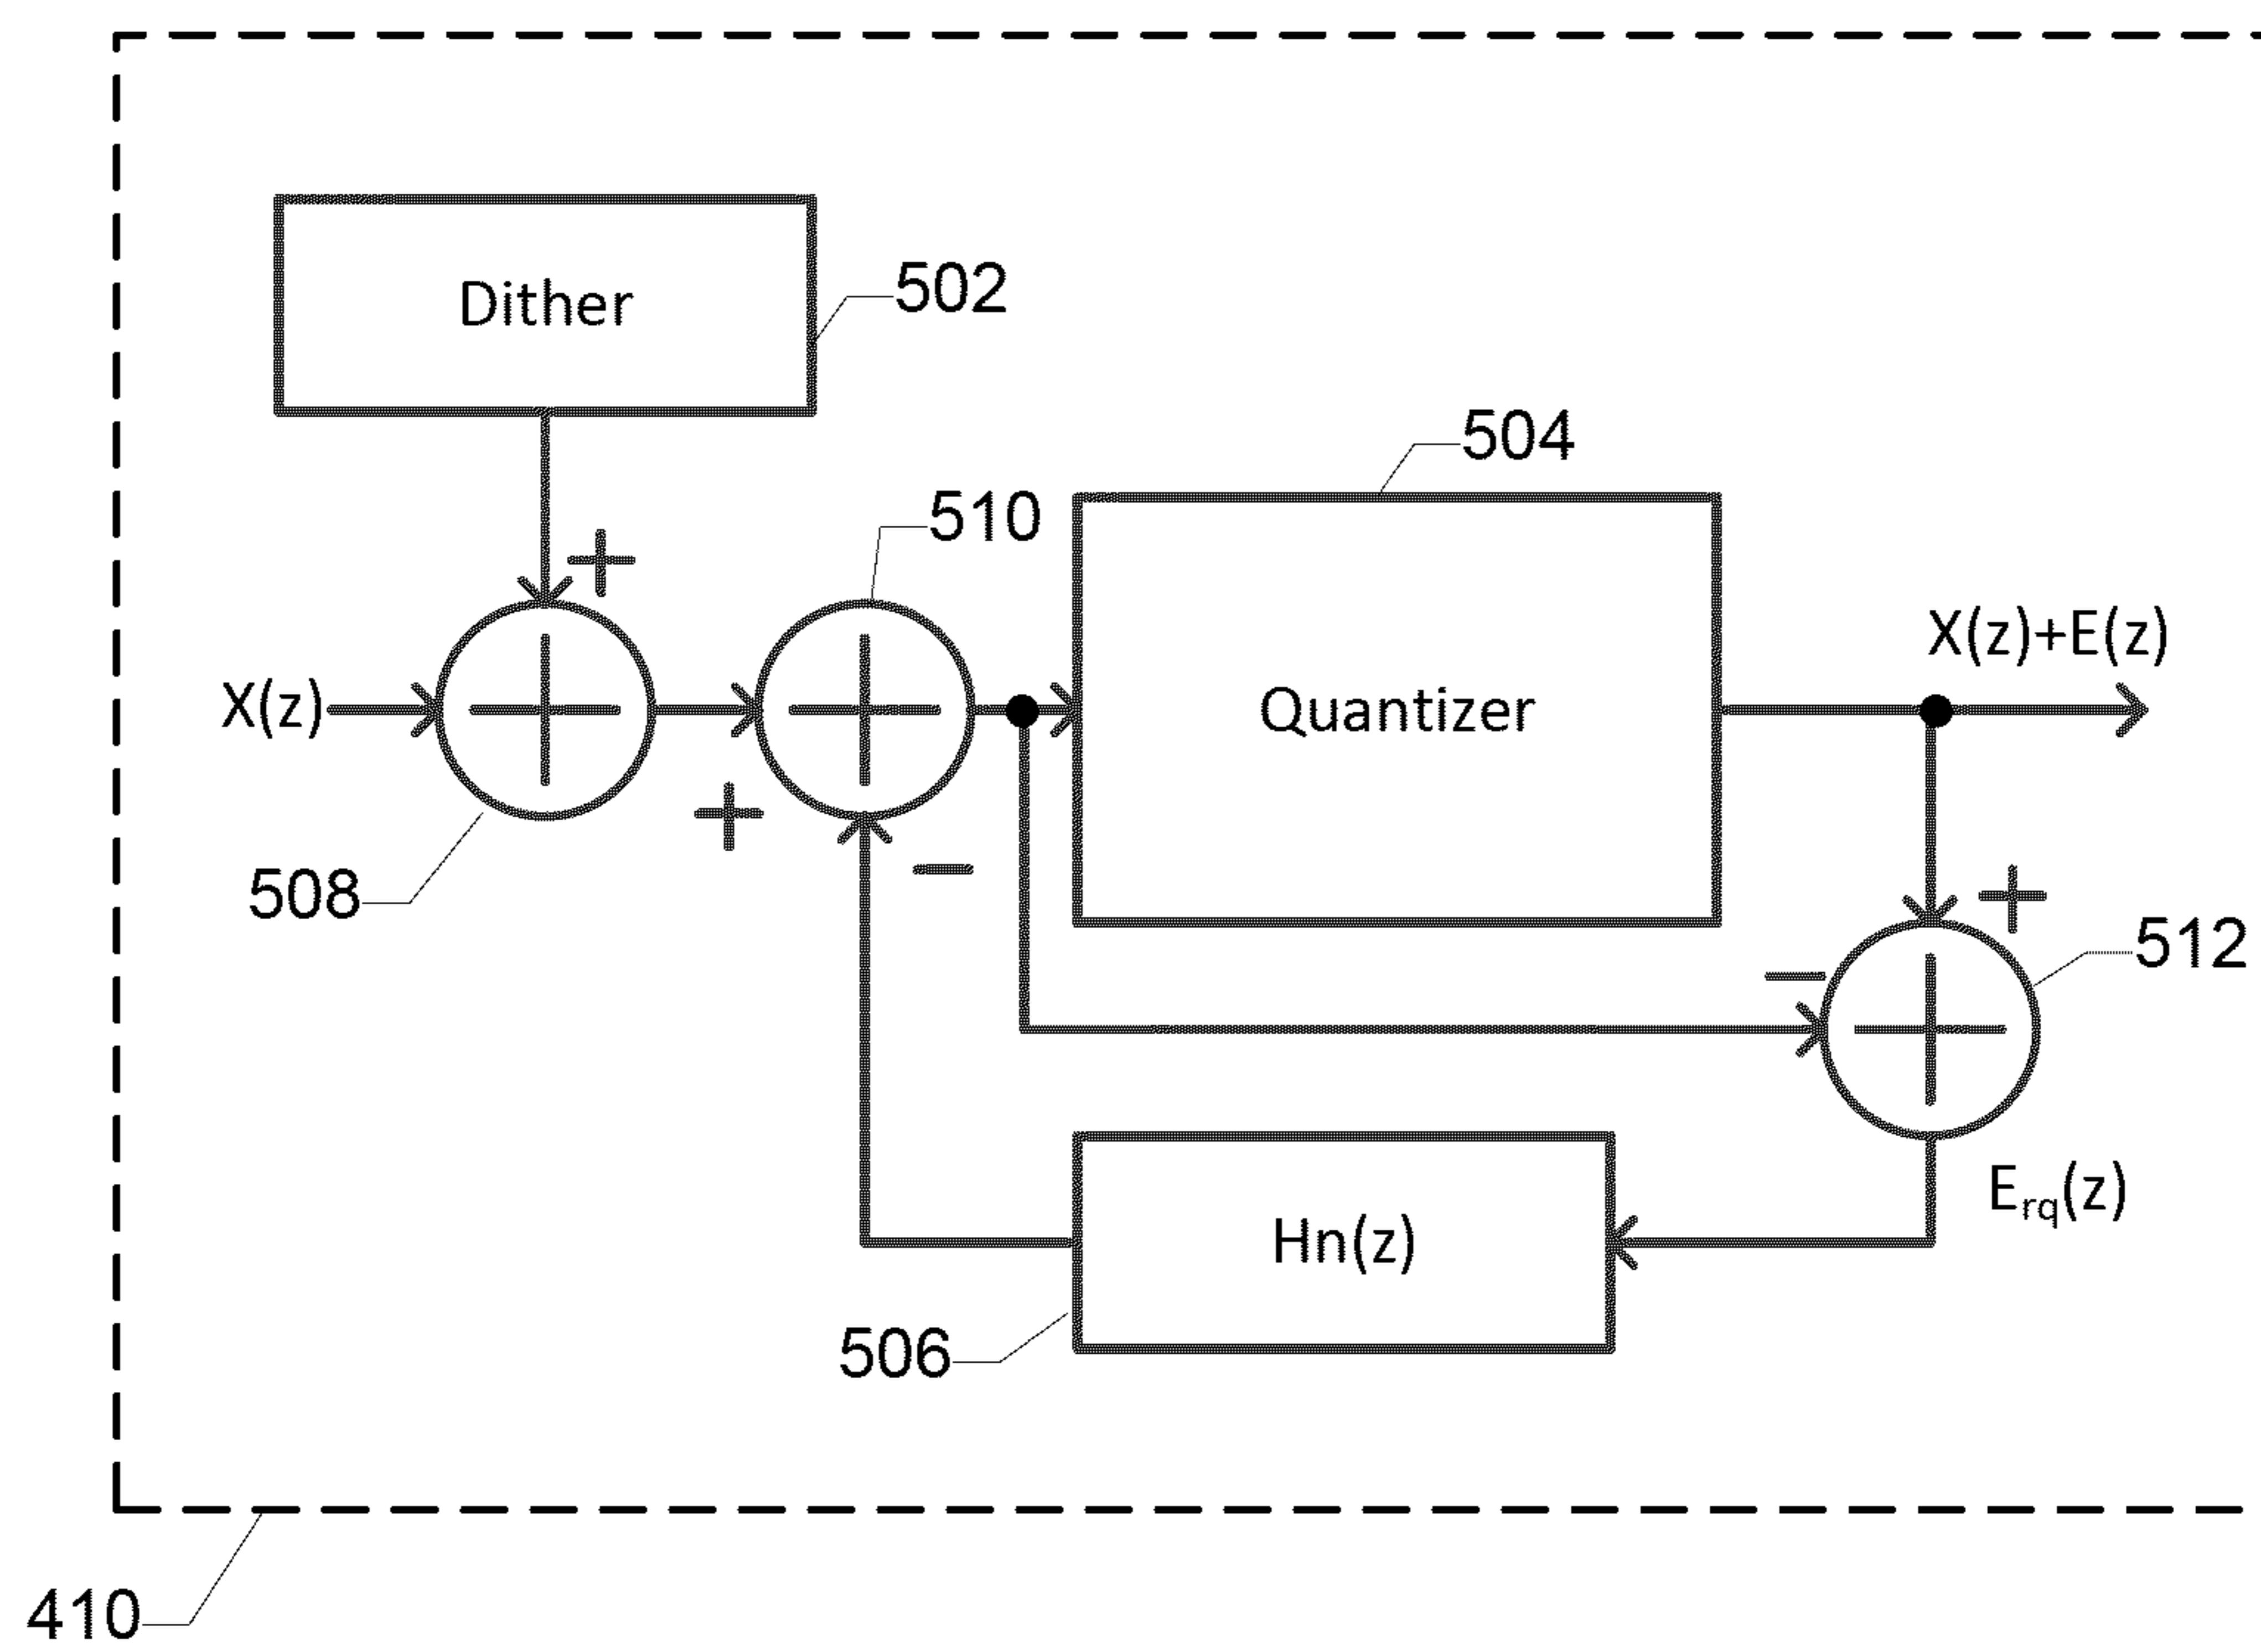 Dither
502
504
510
X(z)+E(z)
X(z)
Quantizer
+
+
508
−
+
−
512
Erq(z)
Hn(z)
506
410